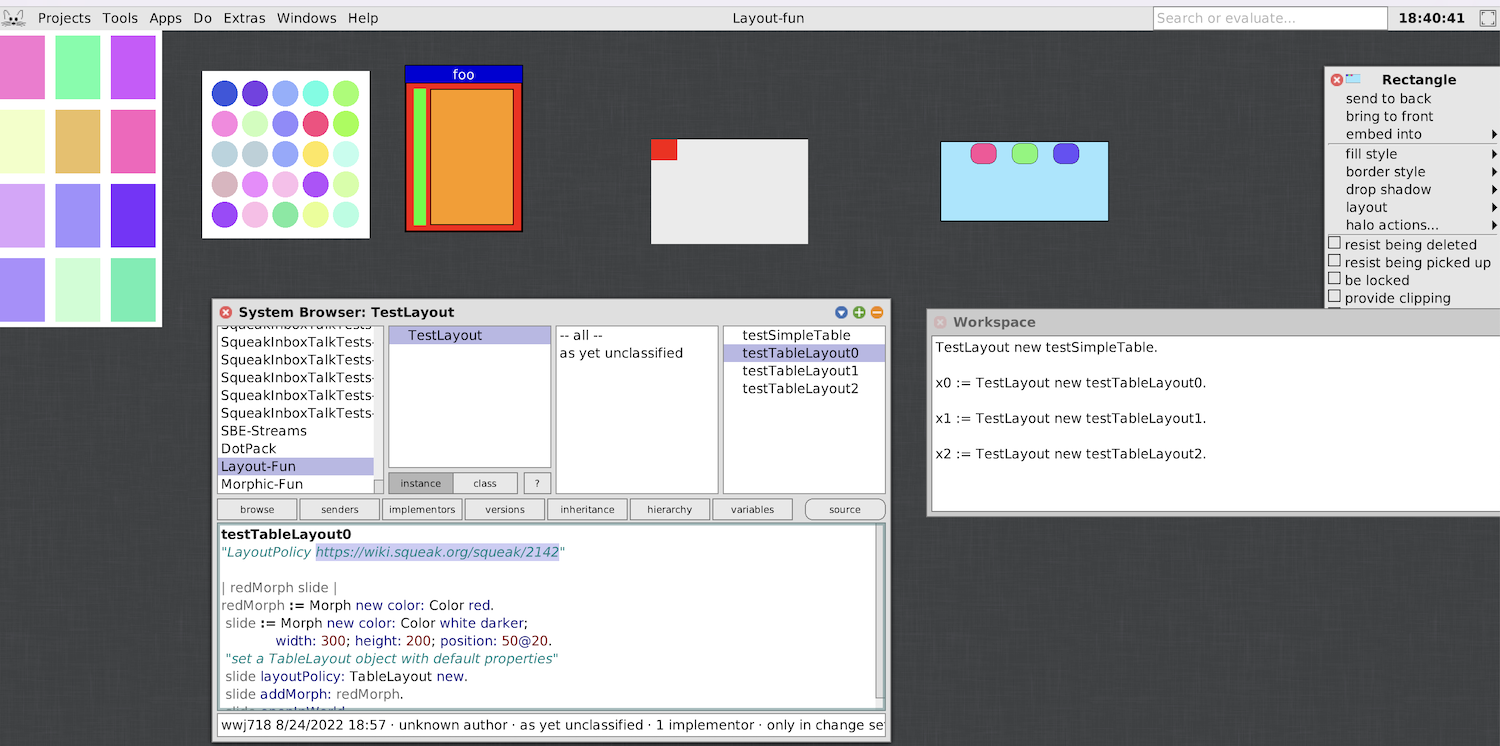 Projects Tools Apps Do Extras Windows Help
Layout-fun
Search or evaluate...
18:40:41
foo
Rectangle
send to back
bring to front
embed into
fill style
border style
drop shadow
layout
halo actions...
resist being deleted
resist being picked up
be locked
provide clipping
System Browser: TestLayout
SqueakInboxTalkTests-
SqueakInboxTalkTests-
SqueakInboxTalkTests-
SqueakInboxTalkTests-
SqueakInboxTalkTests-
SqueakInboxTalkTests-
SBE-Streams
DotPack
Layout-Fun
Morphic-Fun
TestLayout
instance class ?
-- all --
as yet unclassified
testSimpleTable
testTableLayout0
testTableLayout1
testTableLayout2
browse senders implementors versions inheritance hierarchy variables source
testTableLayout0
"LayoutPolicy https://wiki.squeak.org/squeak/2142"
| redMorph slide |
redMorph := Morph new color: Color red.
slide := Morph new color: Color white darker;
width: 300; height: 200; position: 50@20.
"set a TableLayout object with default properties"
slide layoutPolicy: TableLayout new.
slide addMorph: redMorph.
wwj718 8/24/2022 18:57 · unknown author · as yet unclassified · 1 implementor · only in change se
Workspace
TestLayout new testSimpleTable.
x0 := TestLayout new testTableLayout0.
x1 := TestLayout new testTableLayout1.
x2 := TestLayout new testTableLayout2.